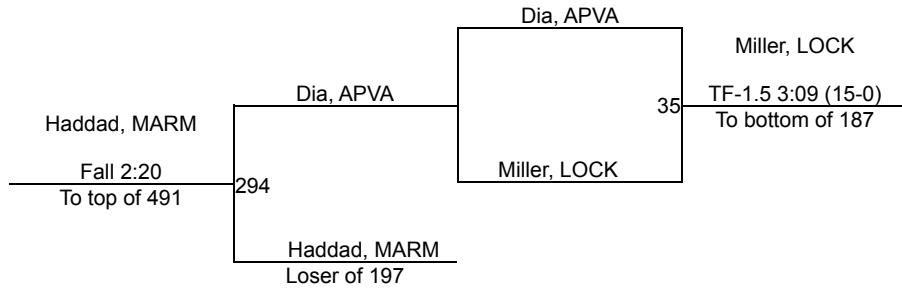 Dia, APVA
Miller, LOCK
Dia, APVA
35
TF-1.5 3:09 (15-0)
To bottom of 187
Haddad, MARM
Fall 2:20
To top of 491
294
Miller, LOCK
Haddad, MARM
Loser of 197